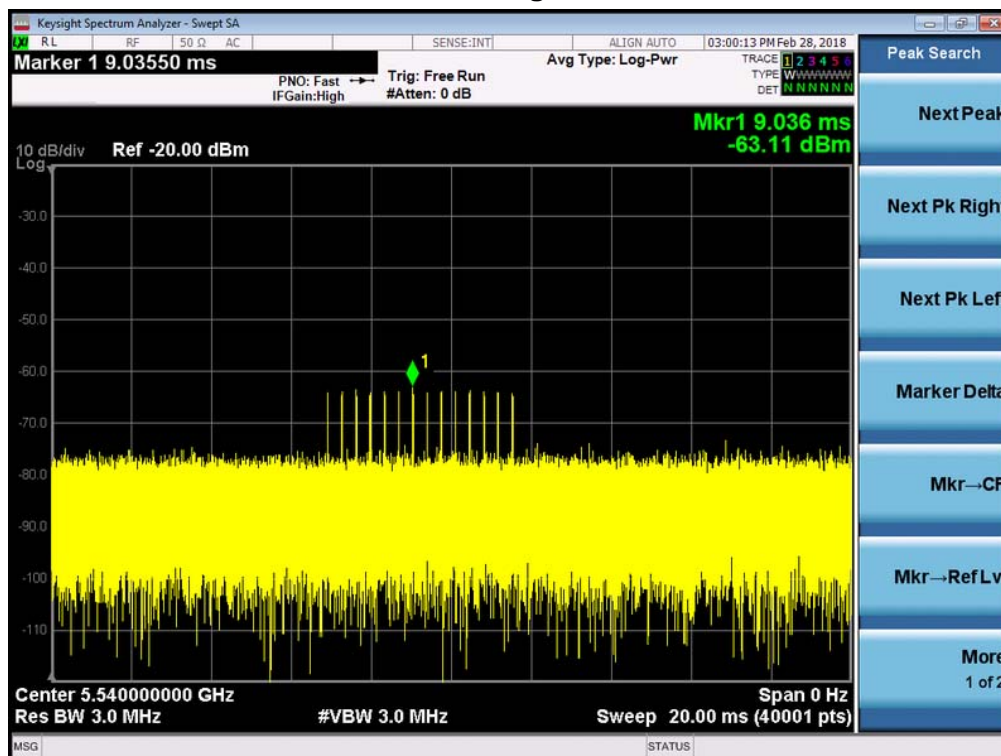 Keysight Spectrum Analyzer - Swept SA
LXI RL RF 50 Ω AC SENSE:INT ALIGN AUTO 03:00:13 PM Feb 28, 2018
Marker 1 9.03550 ms
PNO: Fast
IFGain:High
Trig: Free Run
#Atten: 0 dB
Avg Type: Log-Pwr
TRACE 1 2 3 4 5 6
TYPE W
DET N N N N N N
Mkr1 9.036 ms
-63.11 dBm
10 dB/div Ref -20.00 dBm
Log
-30.0
-40.0
-50.0
1
-60.0
-70.0
-80.0
-90.0
-100
-110
Center 5.540000000 GHz
Span 0 Hz
Res BW 3.0 MHz
#VBW 3.0 MHz
Sweep 20.00 ms (40001 pts)
MSG
STATUS
Peak Search
Next Peak
Next Pk Right
Next Pk Left
Marker Delta
Mkr→CF
Mkr→Ref Lvl
More
1 of 2